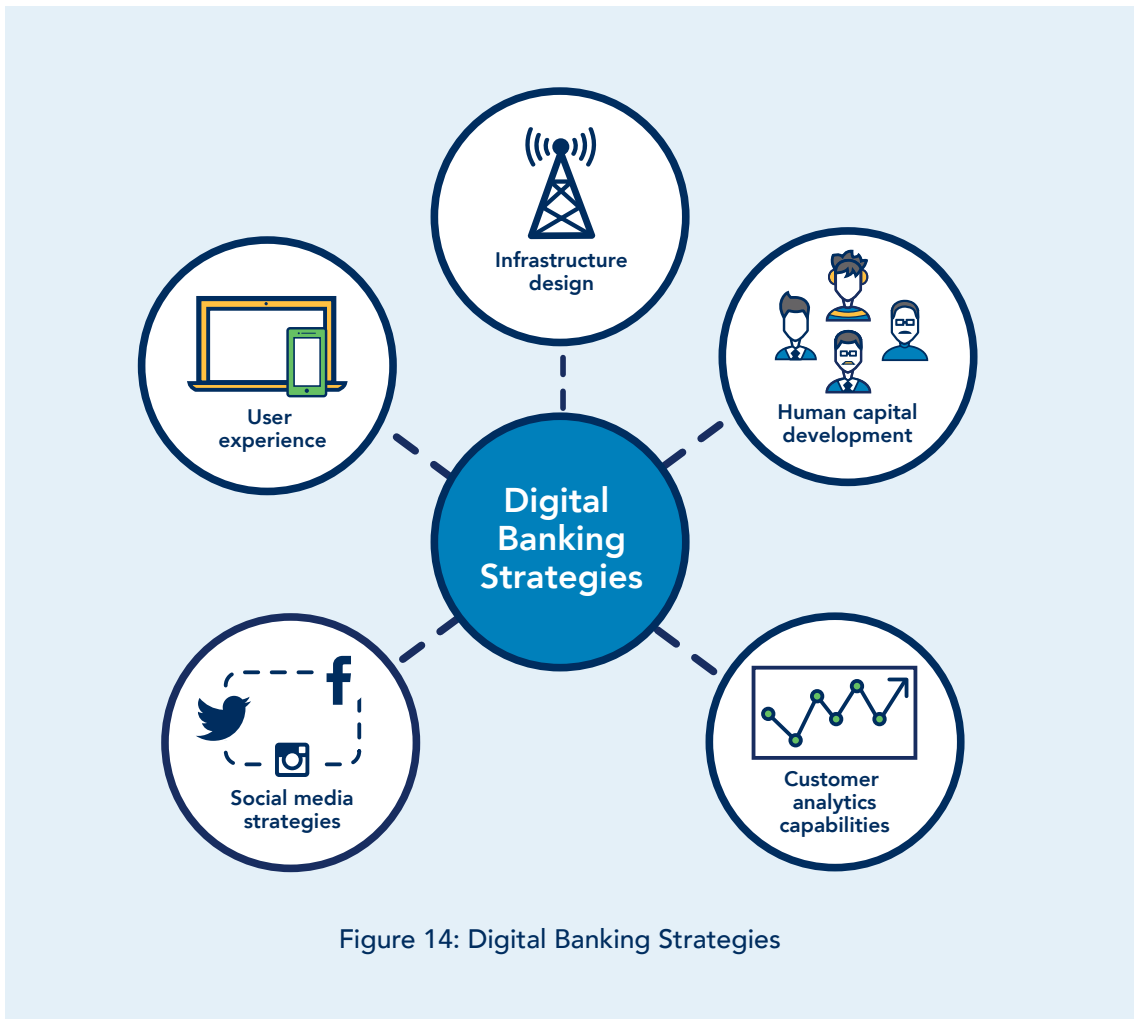 Infrastructure
design
User
experience
Human capital
development
Digital
Banking
Strategies
Social media
strategies
Customer
analytics
capabilities
Figure 14: Digital Banking Strategies